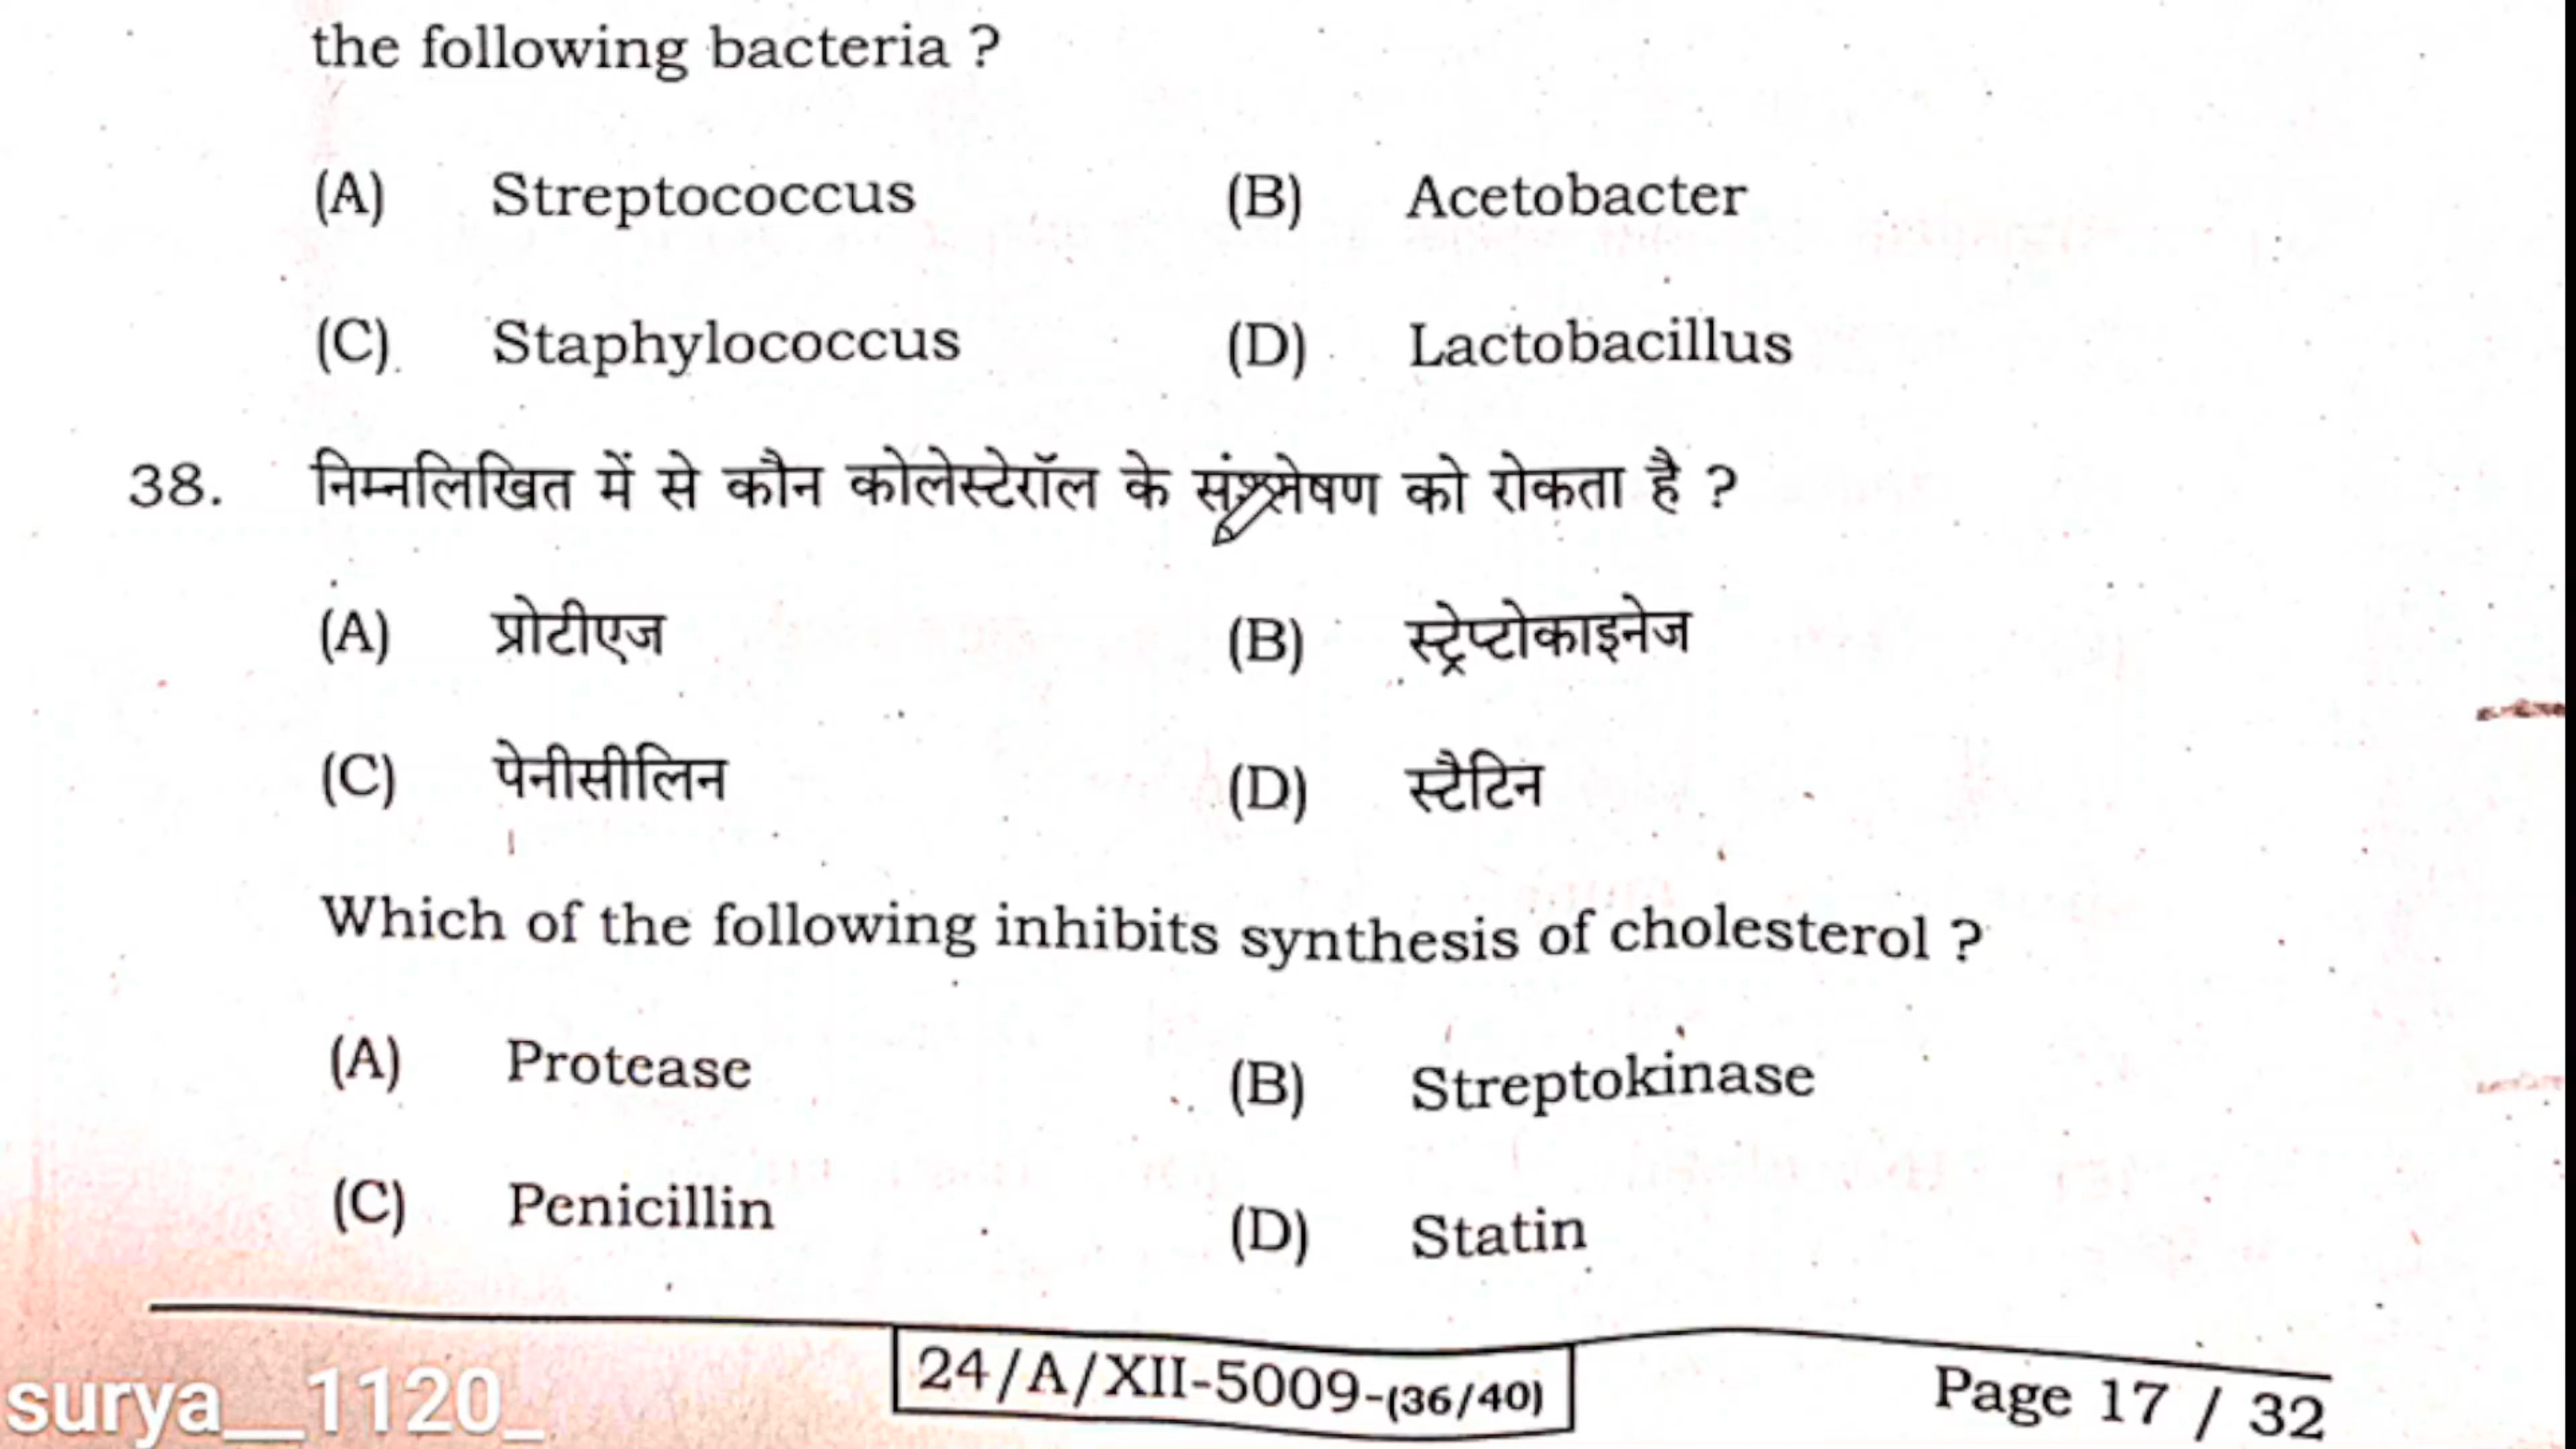 the following bacteria ?
(A) Streptococcus (B) Acetobacter
(C) Staphylococcus (D) Lactobacillus
38. निम्नलिखित में से कौन कोलेस्टेरॉल के संश्लेषण को रोकता है ?
(A) प्रोटीएज (B) स्ट्रेप्टोकाइनेज
(C) पेनीसीलिन (D) स्टैटिन
Which of the following inhibits synthesis of cholesterol ?
(A) Protease (B) Streptokinase
(C) Penicillin (D) Statin
24/A/XII-5009-(36/40) Page 17 / 32
surya__1120_